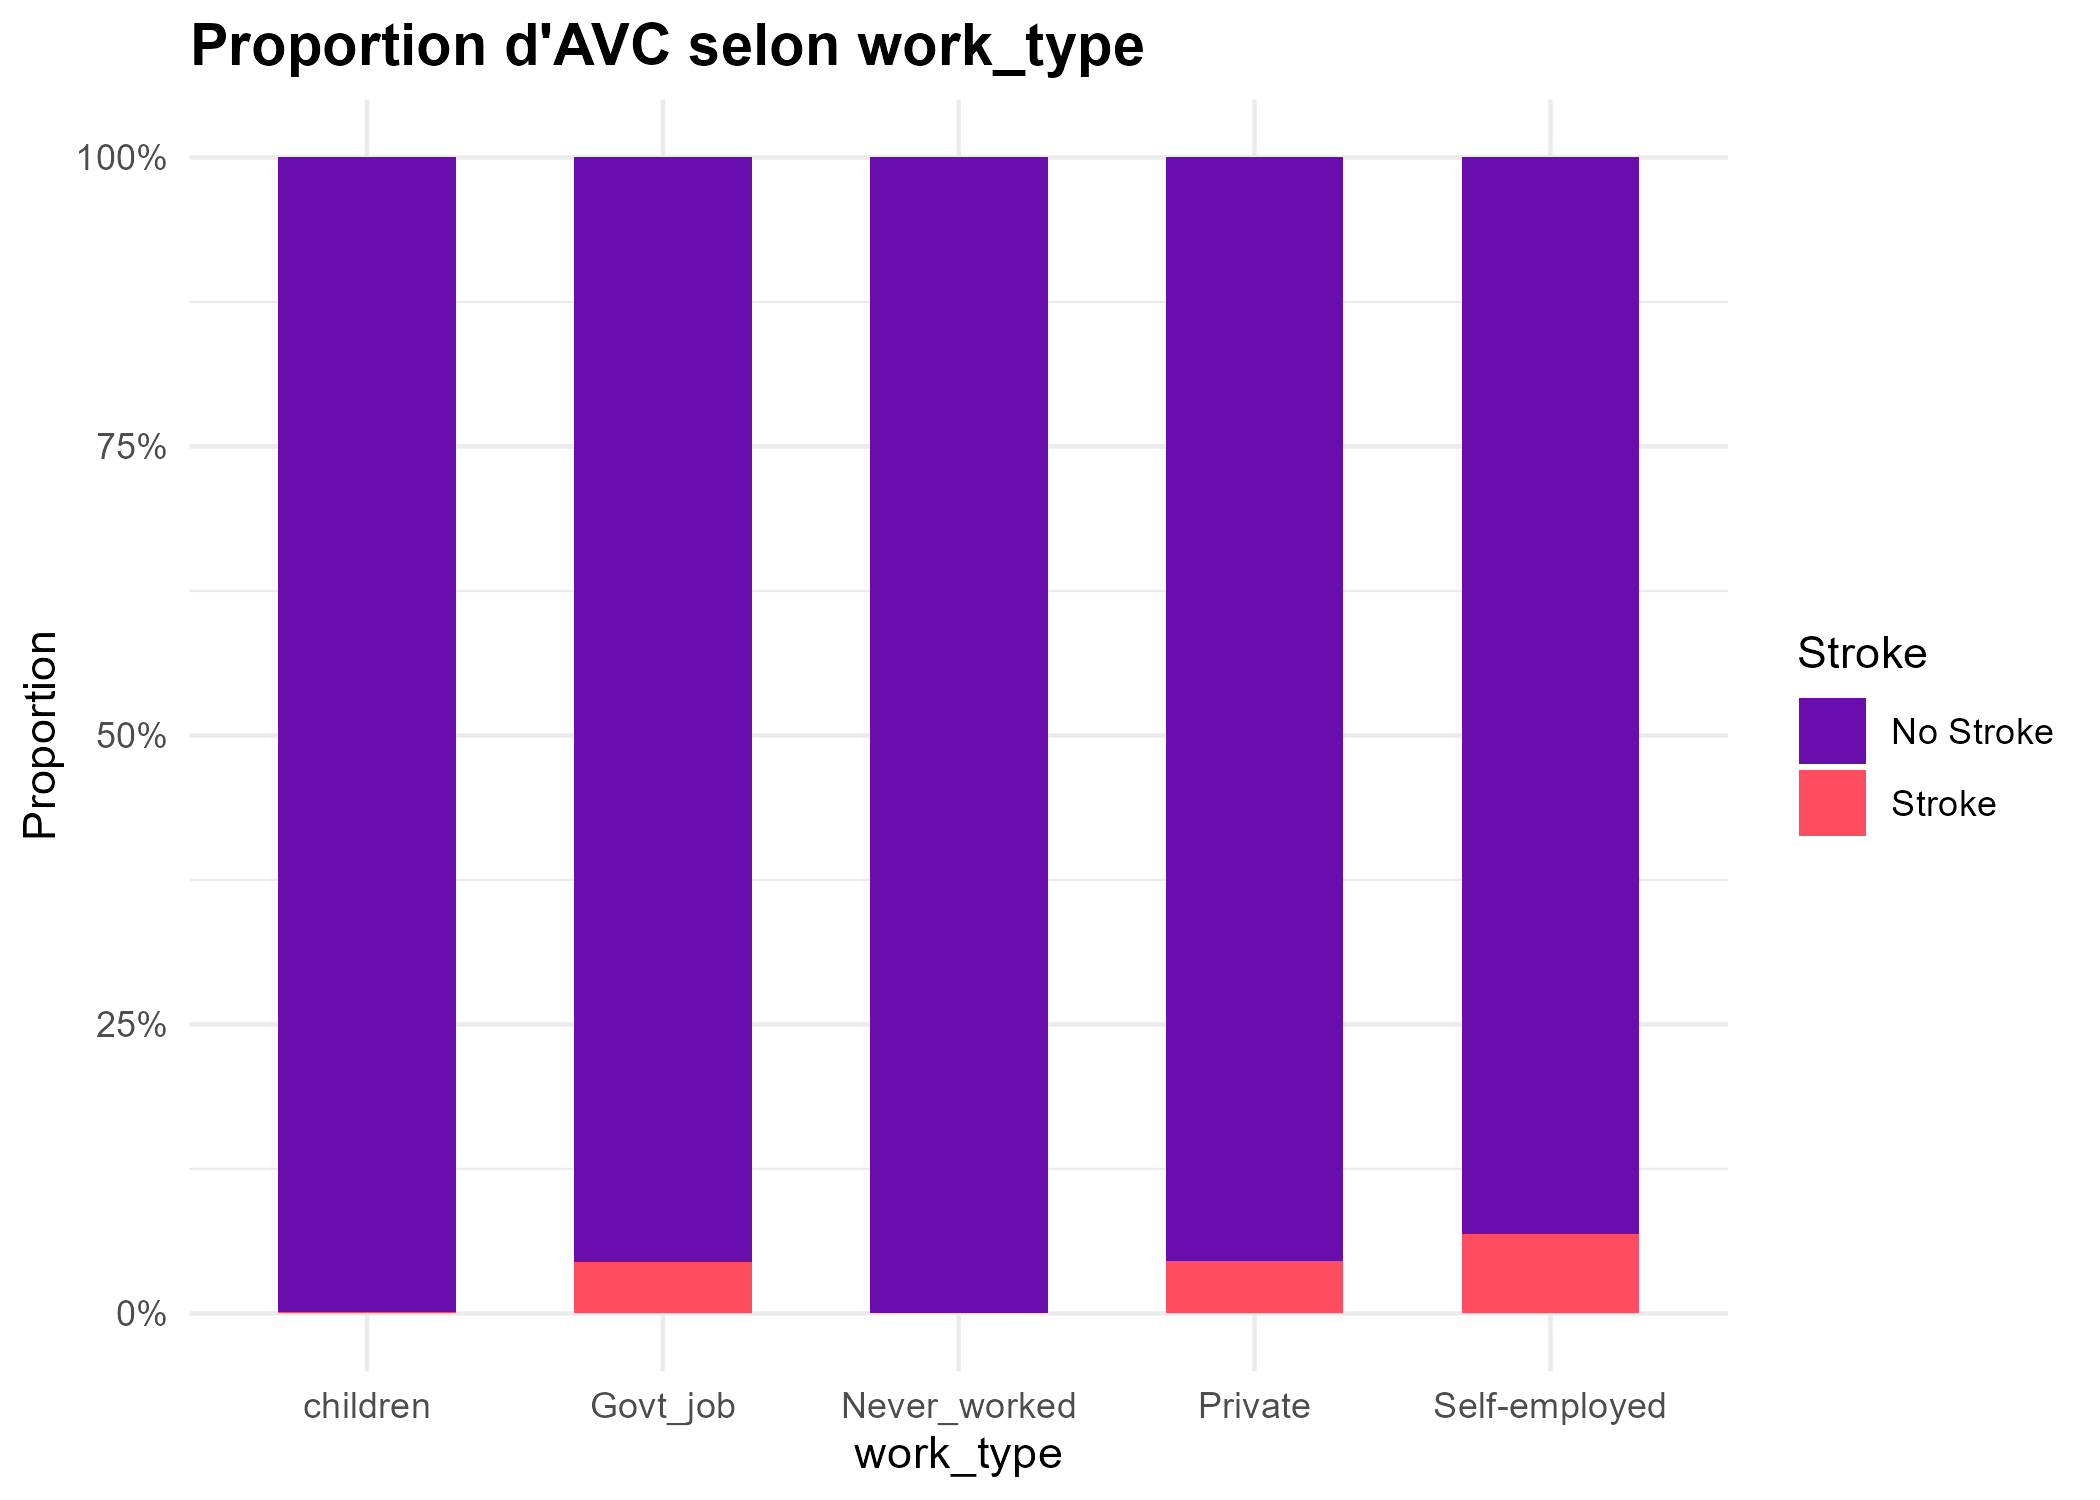 Proportion d'AVC selon work_type
100%
75%
50%
25%
0%
Proportion
children
Govt_job
Never_worked
Private
Self-employed
work_type
Stroke
No Stroke
Stroke